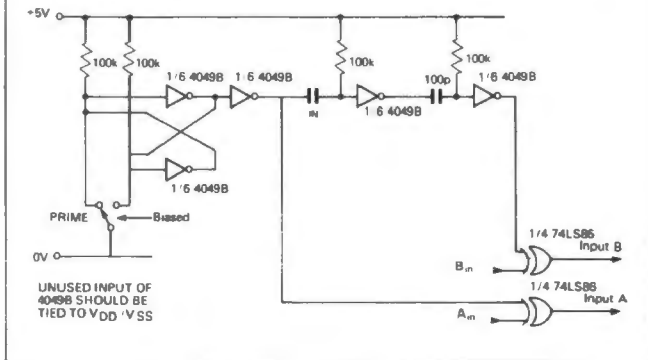 +5V
100k
100k
1/6 4049B
1/6 4049B
100k
IN
1/6 4049B
100p
100k
1/6 4049B
1/6 4049B
PRIME
Biased
0V
UNUSED INPUT OF
4049B SHOULD BE
TIED TO VDD/VSS
1/4 74LS86
Input B
Bin
1/4 74LS86
Input A
Ain